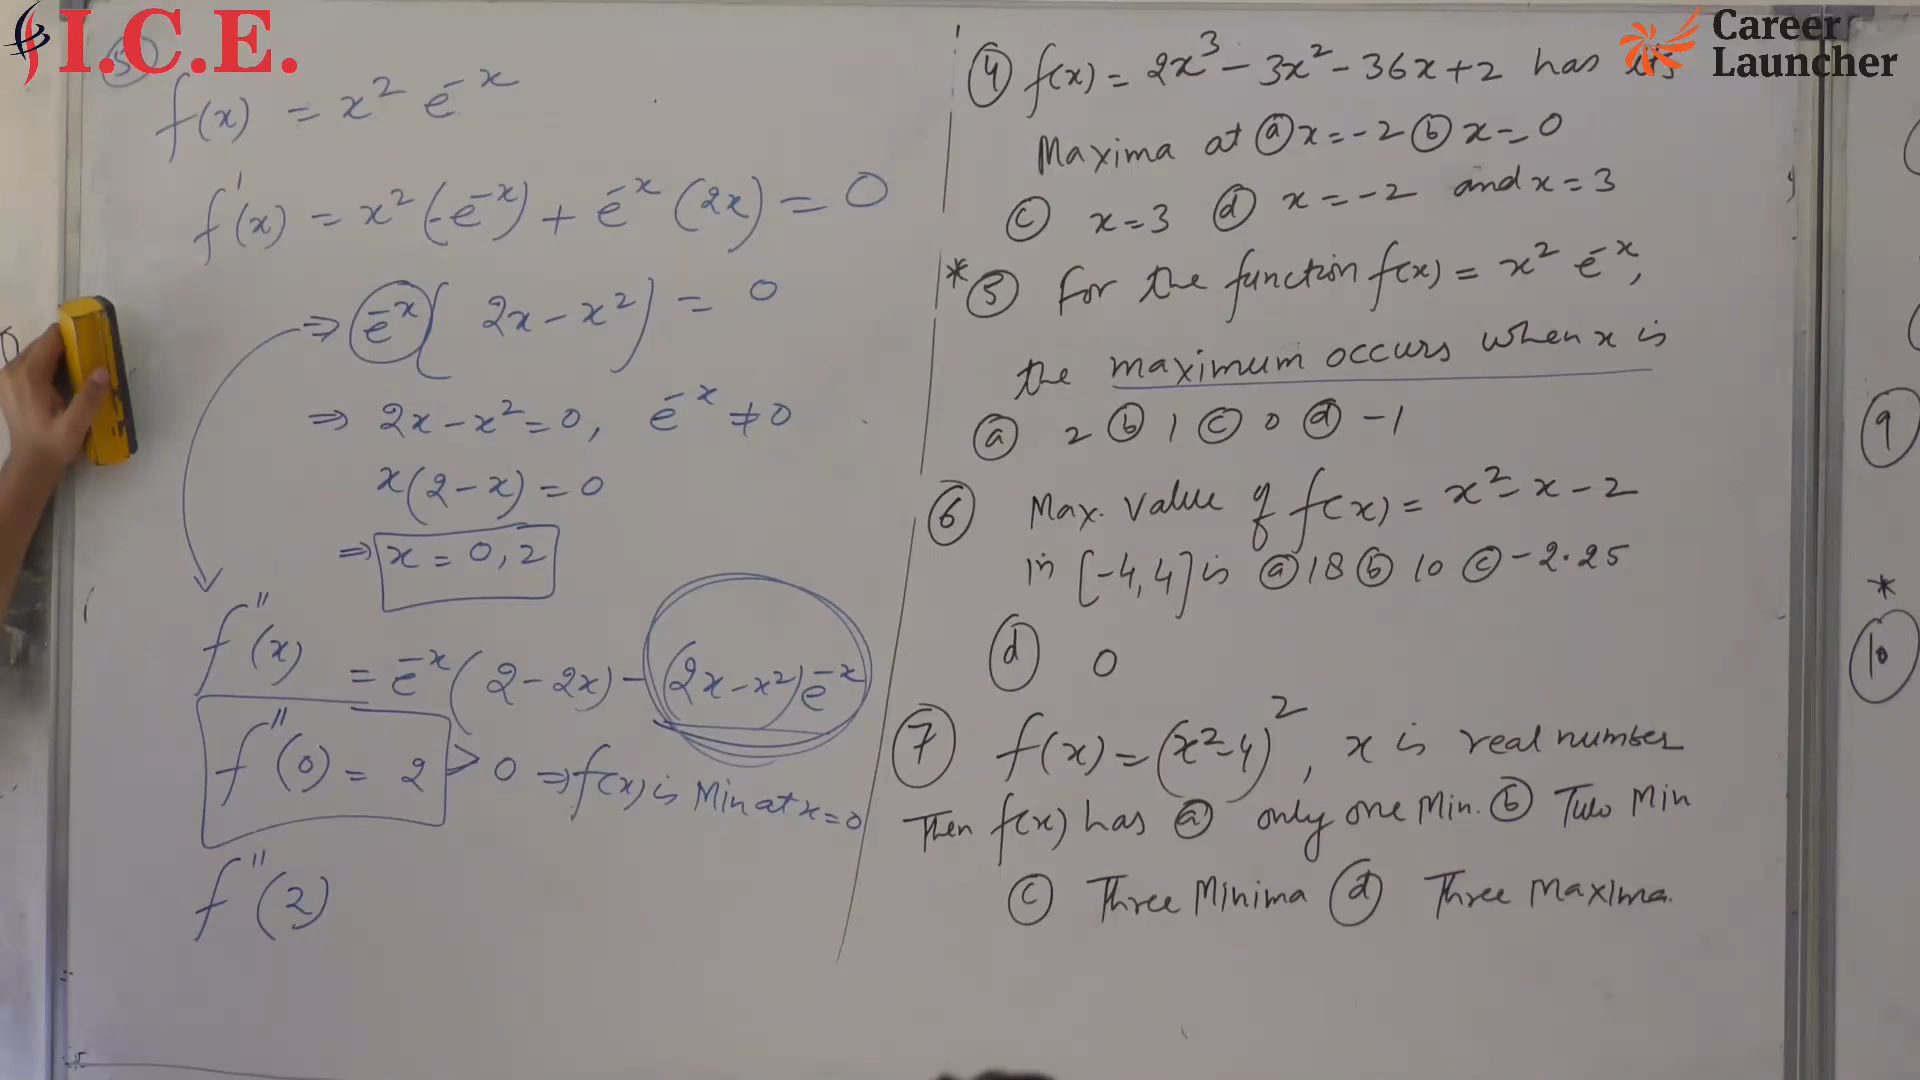 I.C.E.
Career
Launcher
⑤
f(x) = x² e⁻ˣ
f'(x) = x²(-e⁻ˣ) + e⁻ˣ(2x) = 0
⇒ e⁻ˣ(2x-x²) = 0
⇒ 2x-x²=0, e⁻ˣ≠0
x(2-x)=0
⇒ x=0,2
f''(x) = e⁻ˣ(2-2x) - (2x-x²)e⁻ˣ
f''(0) = 2 > 0 ⇒ f(x) is Min at x=0
f''(2)
④ f(x) = 2x³-3x²-36x+2 has its
Maxima at ⓐ x=-2 ⓑ x=0
ⓒ x=3 ⓓ x=-2 and x=3
* ⑤ For the function f(x) = x² e⁻ˣ,
the maximum occurs when x is
ⓐ 2 ⓑ 1 ⓒ 0 ⓓ -1
⑥ Max. value of f(x) = x²-x-2
in [-4,4] is ⓐ 18 ⓑ 10 ⓒ -2.25
ⓓ 0
⑦ f(x) = (x²-4)², x is real number
Then f(x) has ⓐ only one Min. ⓑ Two Min
ⓒ Three Minima ⓓ Three Maxima.
⑨
*
⑩